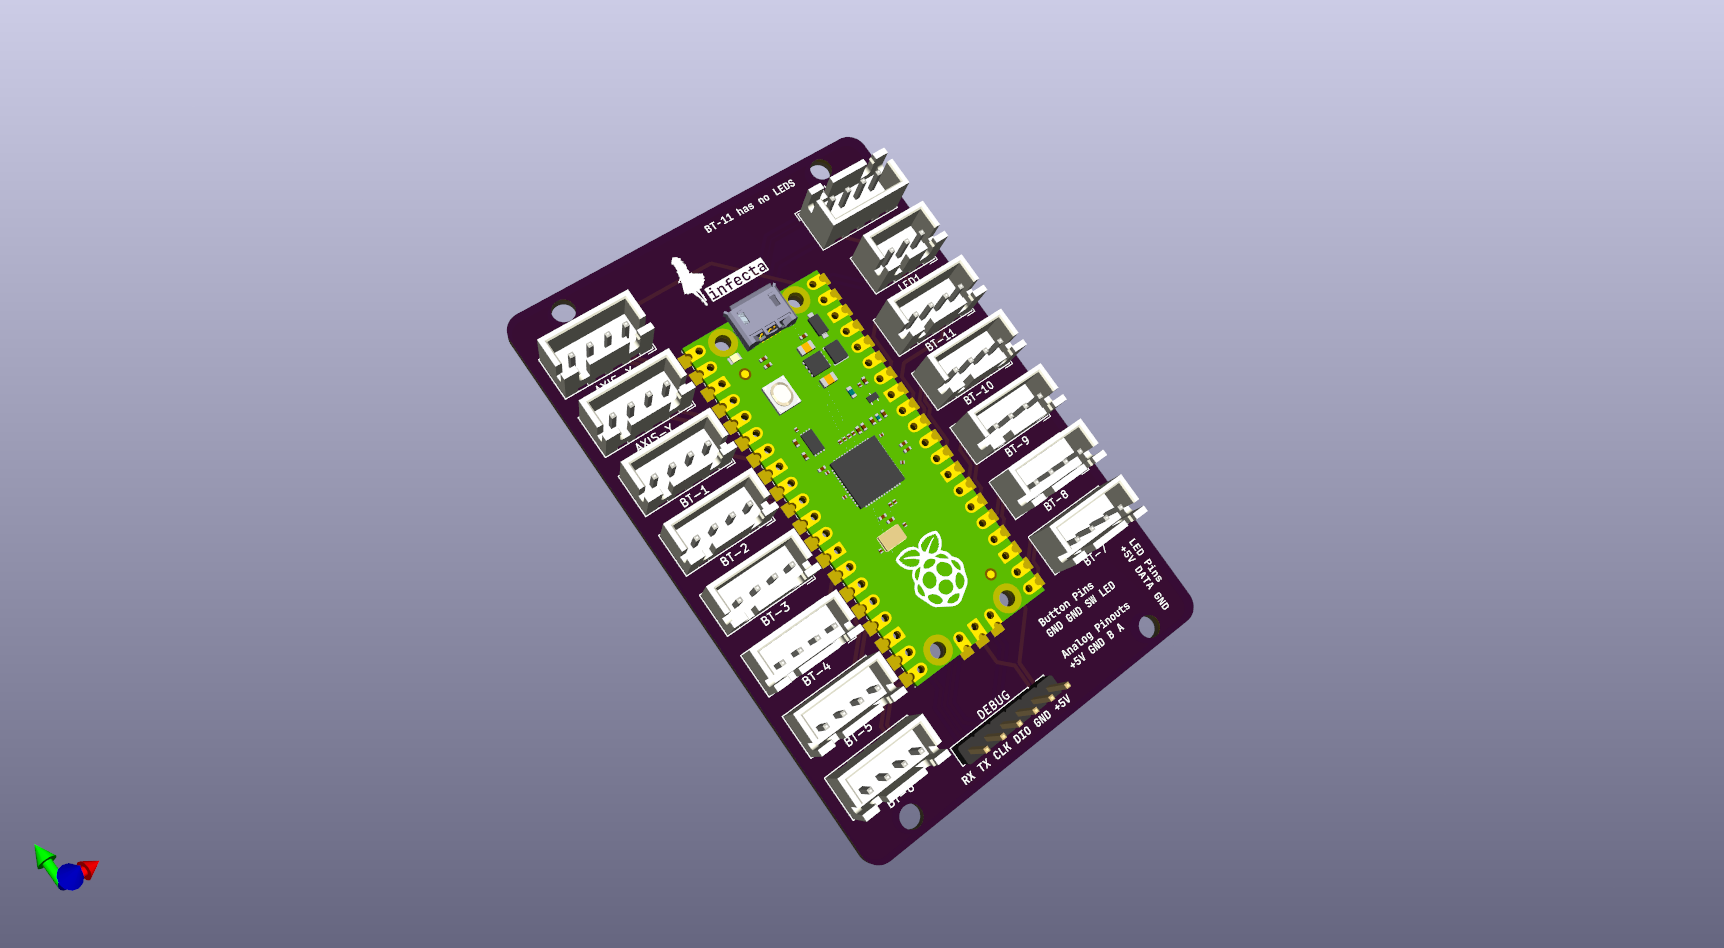 BT-11 has no LEDS
infecta
LED1
AXIS-Y
BT-11
BT-1
BT-10
BT-2
BT-9
BT-3
BT-8
BT-4
BT-7
BT-5
LED Pins
+5V DATA GND
Button Pins
GND GND SW LED
Analog Pinouts
+5V GND B A
DEBUG
RX TX CLK DIO GND +5V